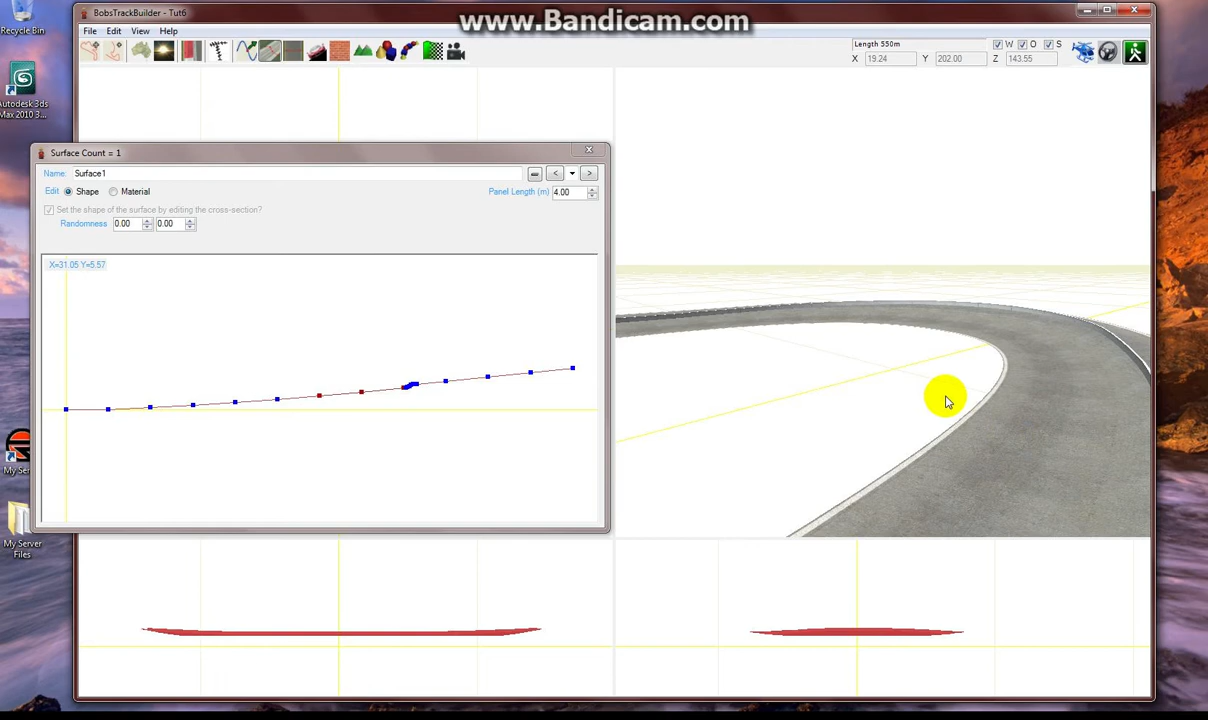 Recycle Bin
Autodesk 3ds
Max 2010 3...
My Serv
My Server
Files
BobsTrackBuilder - Tut6
www.Bandicam.com
File Edit View Help
Length 550m
W O S
X 19.24 Y 202.00 Z 143.55
Surface Count = 1
Name: Surface1
< >
Edit Shape Material
Panel Length (m) 4.00
Set the shape of the surface by editing the cross-section?
Randomness 0.00 0.00
X=31.05 Y=5.57